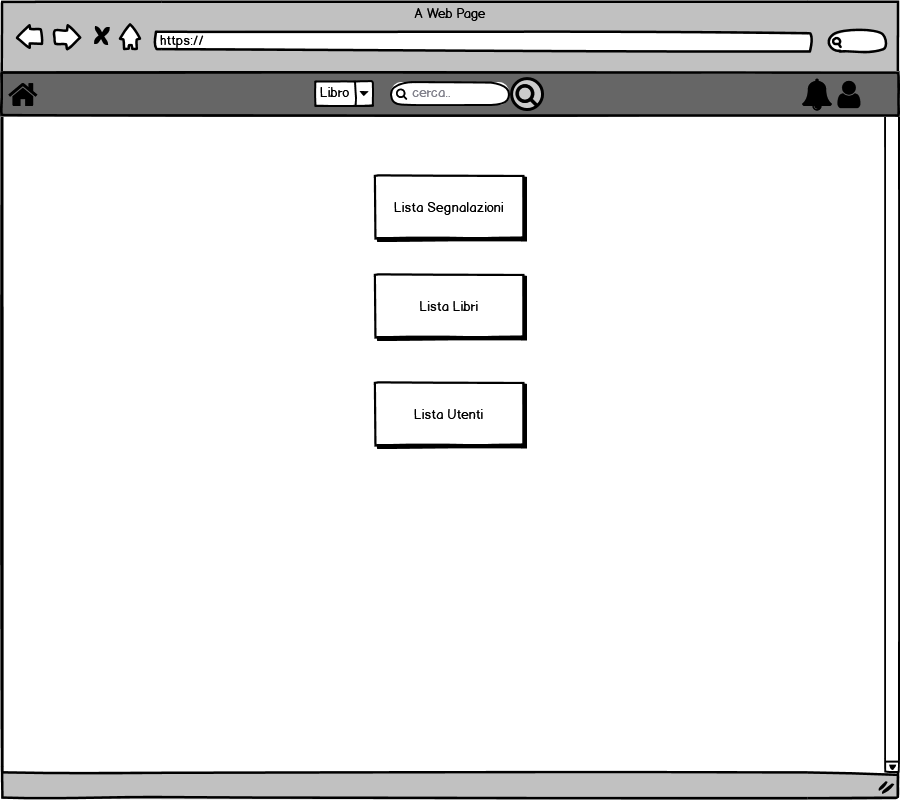 A Web Page
https://
Libro
cerca..
Lista Segnalazioni
Lista Libri
Lista Utenti